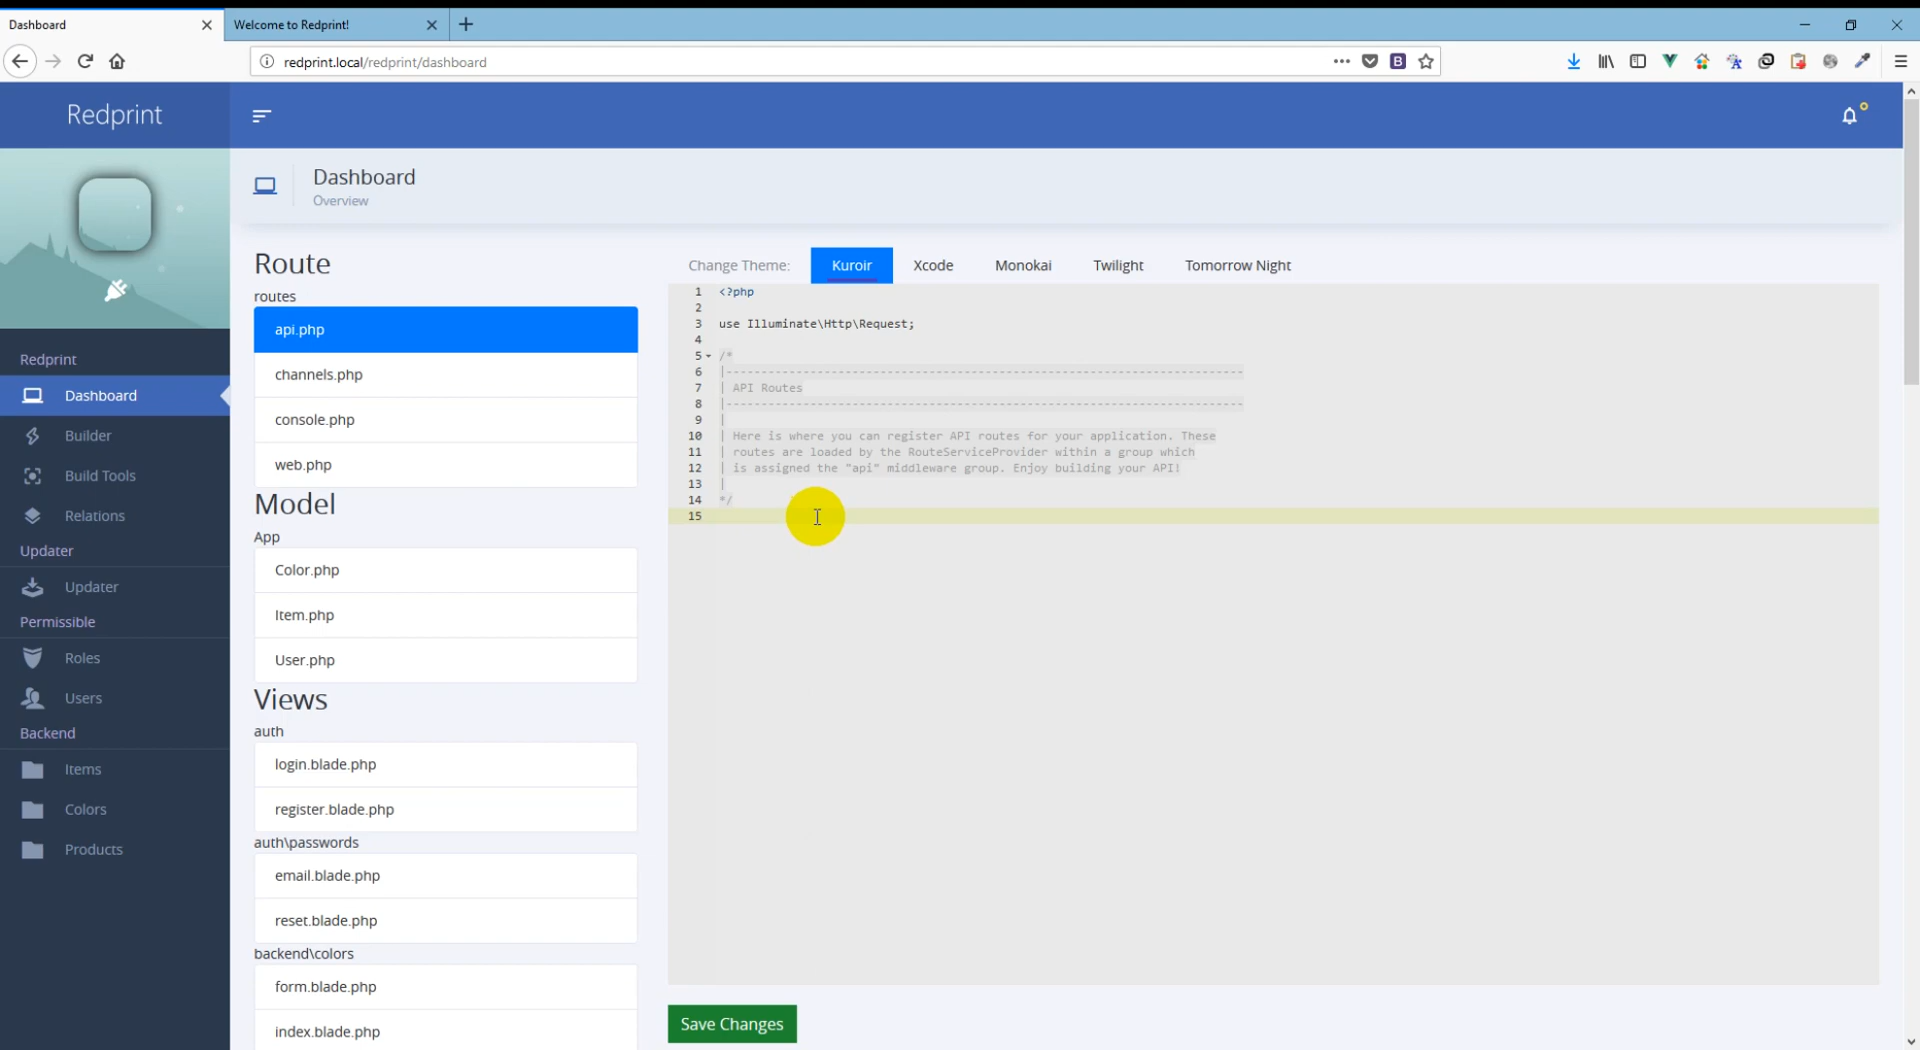 Dashboard
Welcome to Redprint!
redprint.local/redprint/dashboard
B
Redprint
Dashboard
Overview
Redprint
Dashboard
Builder
Build Tools
Relations
Updater
Updater
Permissible
Roles
Users
Backend
Items
Colors
Products
Route
routes
api.php
channels.php
console.php
web.php
Model
App
Color.php
Item.php
User.php
Views
auth
login.blade.php
register.blade.php
auth\passwords
email.blade.php
reset.blade.php
backend\colors
form.blade.php
index.blade.php
Change Theme: Kuroir Xcode Monokai Twilight Tomorrow Night
1 <?php
2
3 use Illuminate\Http\Request;
4
5 /*
6 |--------------------------------------------------------------------------
7 | API Routes
8 |--------------------------------------------------------------------------
9 |
10 | Here is where you can register API routes for your application. These
11 | routes are loaded by the RouteServiceProvider within a group which
12 | is assigned the "api" middleware group. Enjoy building your API!
13 |
14 */
15
Save Changes